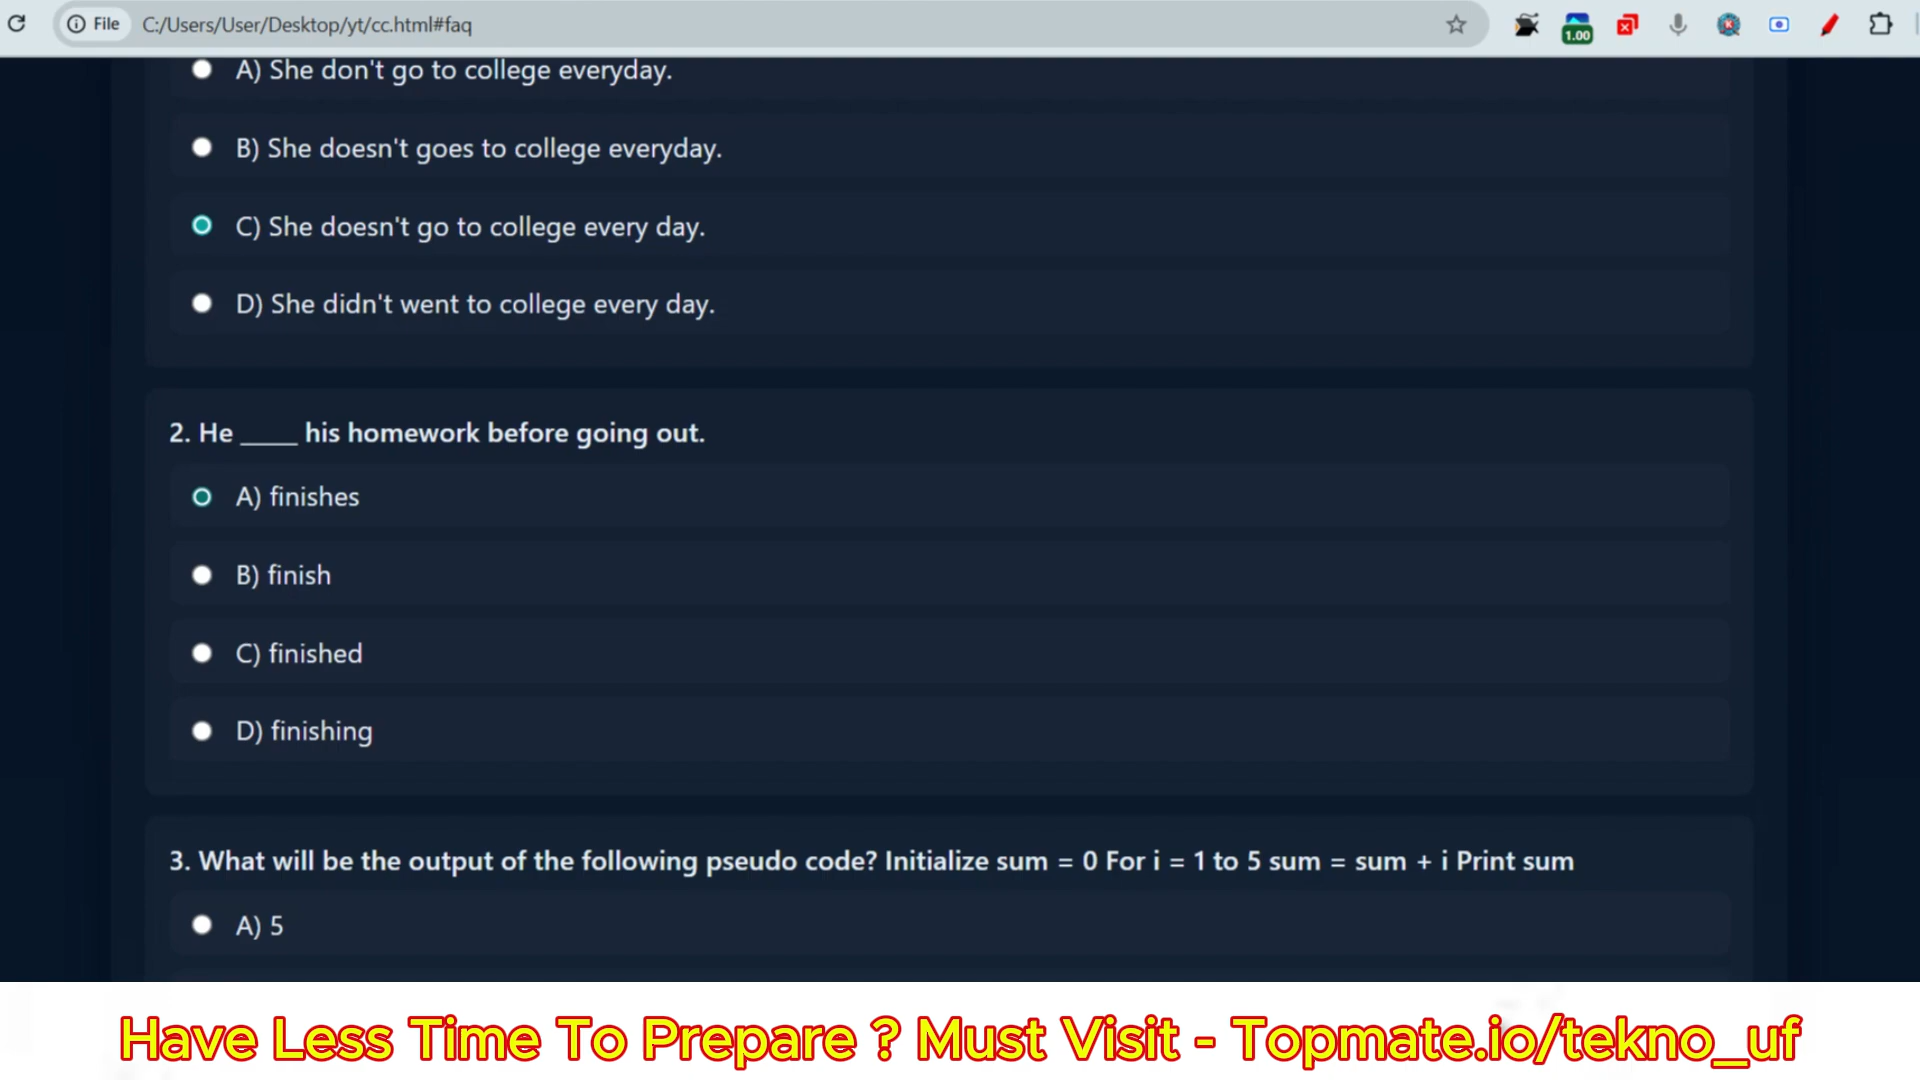 File C:/Users/User/Desktop/yt/cc.html#faq
1.00
A) She don't go to college everyday.
B) She doesn't goes to college everyday.
C) She doesn't go to college every day.
D) She didn't went to college every day.
2. He _____ his homework before going out.
A) finishes
B) finish
C) finished
D) finishing
3. What will be the output of the following pseudo code? Initialize sum = 0 For i = 1 to 5 sum = sum + i Print sum
A) 5
Have Less Time To Prepare ? Must Visit - Topmate.io/tekno_uf